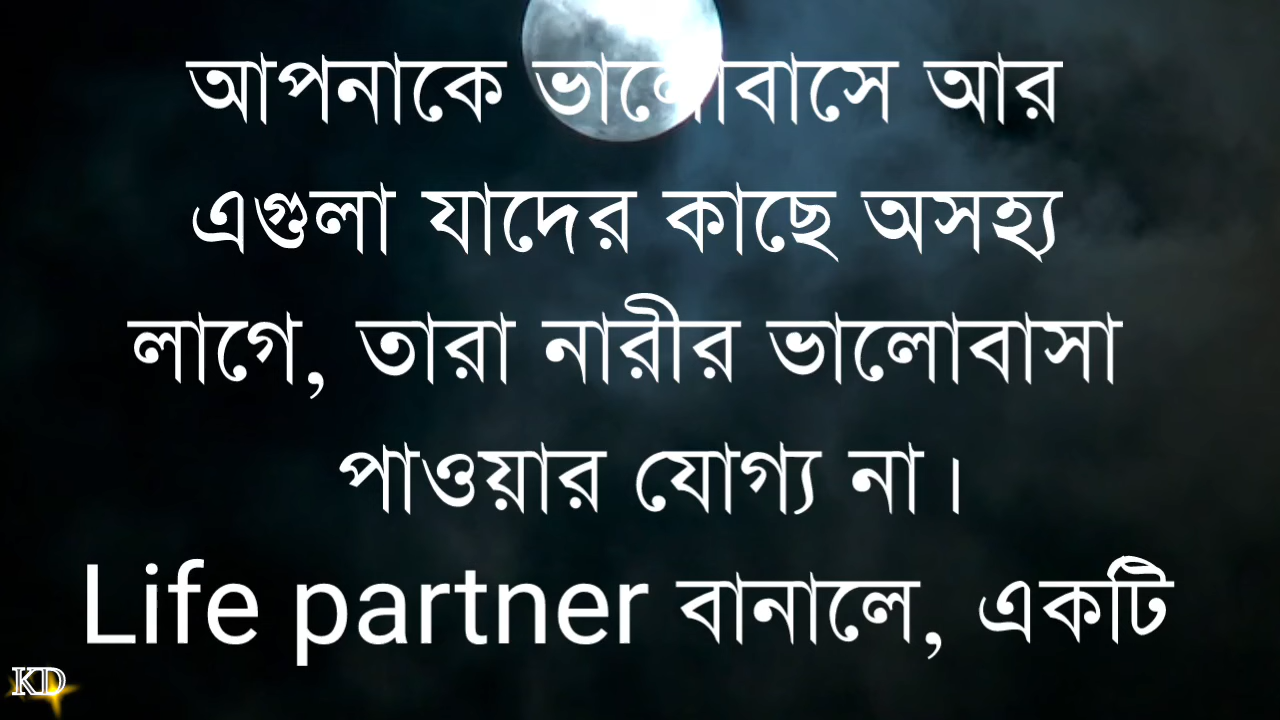 আপনাকে ভালোবাসে আর
এগুলা যাদের কাছে অসহ্য
লাগে, তারা নারীর ভালোবাসা
পাওয়ার যোগ্য না।
Life partner বানালে, একটি
KD